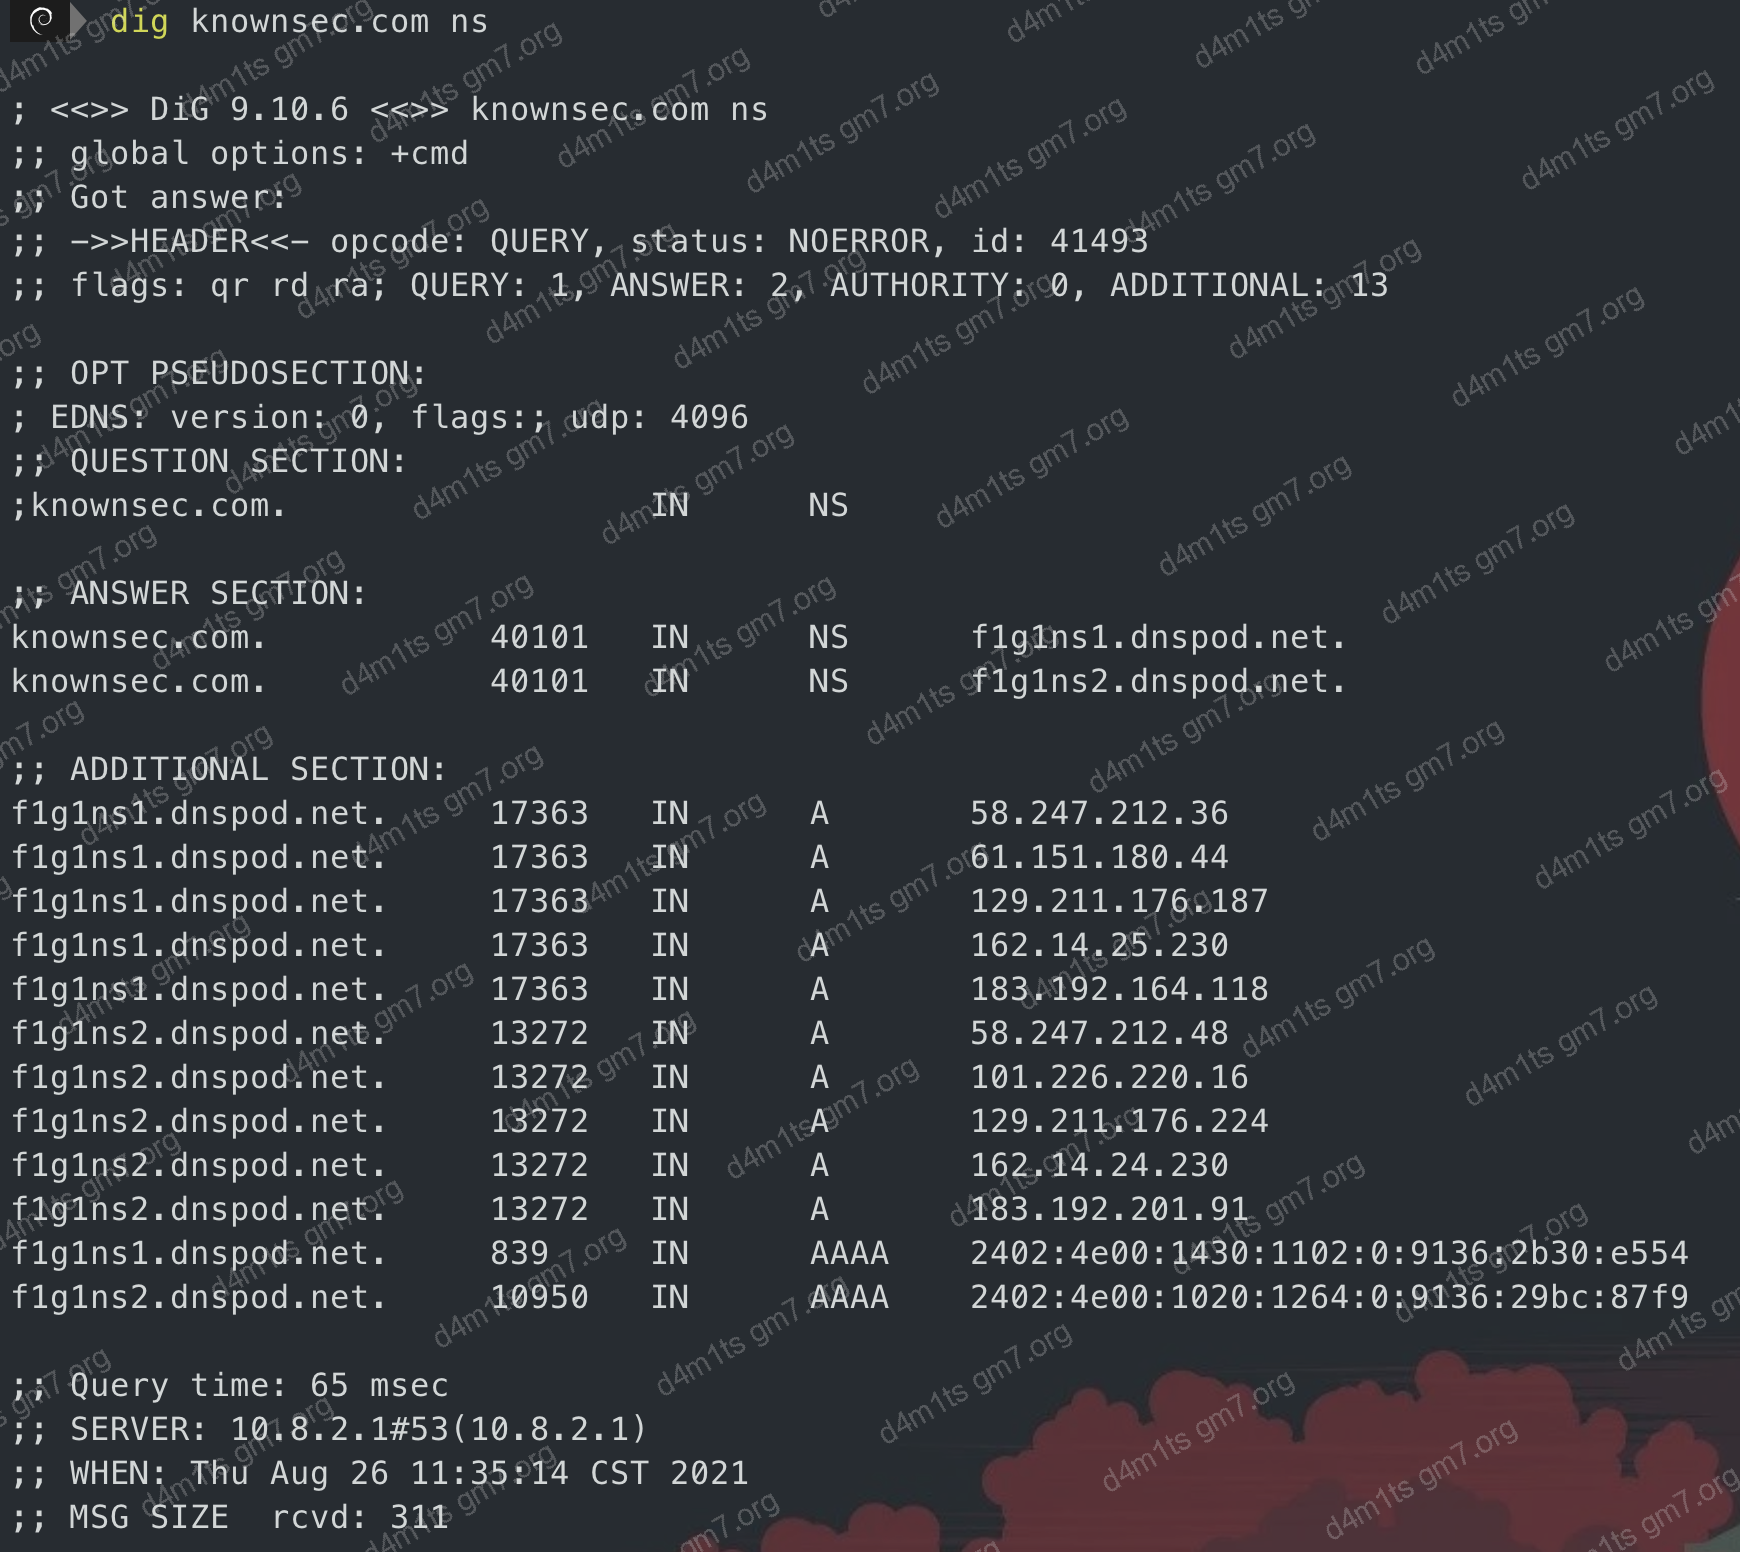 dig knownsec.com ns
; <<>> DiG 9.10.6 <<>> knownsec.com ns
;; global options: +cmd
;; Got answer:
;; ->>HEADER<<- opcode: QUERY, status: NOERROR, id: 41493
;; flags: qr rd ra; QUERY: 1, ANSWER: 2, AUTHORITY: 0, ADDITIONAL: 13
;; OPT PSEUDOSECTION:
; EDNS: version: 0, flags:; udp: 4096
;; QUESTION SECTION:
;knownsec.com. IN NS
;; ANSWER SECTION:
knownsec.com. 40101 IN NS f1g1ns1.dnspod.net.
knownsec.com. 40101 IN NS f1g1ns2.dnspod.net.
;; ADDITIONAL SECTION:
f1g1ns1.dnspod.net. 17363 IN A 58.247.212.36
f1g1ns1.dnspod.net. 17363 IN A 61.151.180.44
f1g1ns1.dnspod.net. 17363 IN A 129.211.176.187
f1g1ns1.dnspod.net. 17363 IN A 162.14.25.230
f1g1ns1.dnspod.net. 17363 IN A 183.192.164.118
f1g1ns2.dnspod.net. 13272 IN A 58.247.212.48
f1g1ns2.dnspod.net. 13272 IN A 101.226.220.16
f1g1ns2.dnspod.net. 13272 IN A 129.211.176.224
f1g1ns2.dnspod.net. 13272 IN A 162.14.24.230
f1g1ns2.dnspod.net. 13272 IN A 183.192.201.91
f1g1ns1.dnspod.net. 839 IN AAAA 2402:4e00:1430:1102:0:9136:2b30:e554
f1g1ns2.dnspod.net. 10950 IN AAAA 2402:4e00:1020:1264:0:9136:29bc:87f9
;; Query time: 65 msec
;; SERVER: 10.8.2.1#53(10.8.2.1)
;; WHEN: Thu Aug 26 11:35:14 CST 2021
;; MSG SIZE rcvd: 311
d4m1ts gm7.org